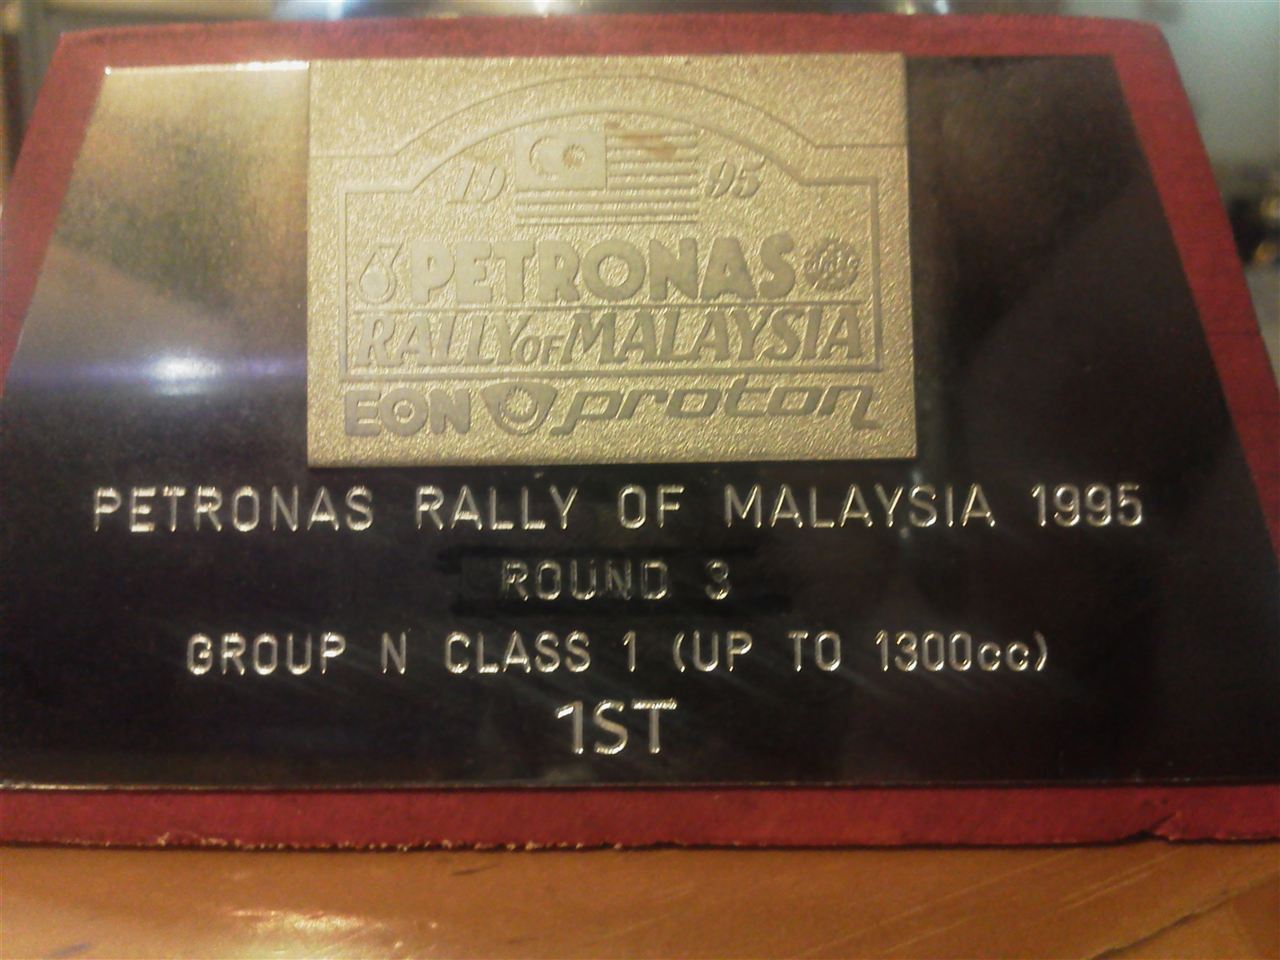 19 95
PETRONAS
RALLY OF MALAYSIA
EON proton
PETRONAS RALLY OF MALAYSIA 1995
ROUND 3
GROUP N CLASS 1 (UP TO 1300cc)
1ST